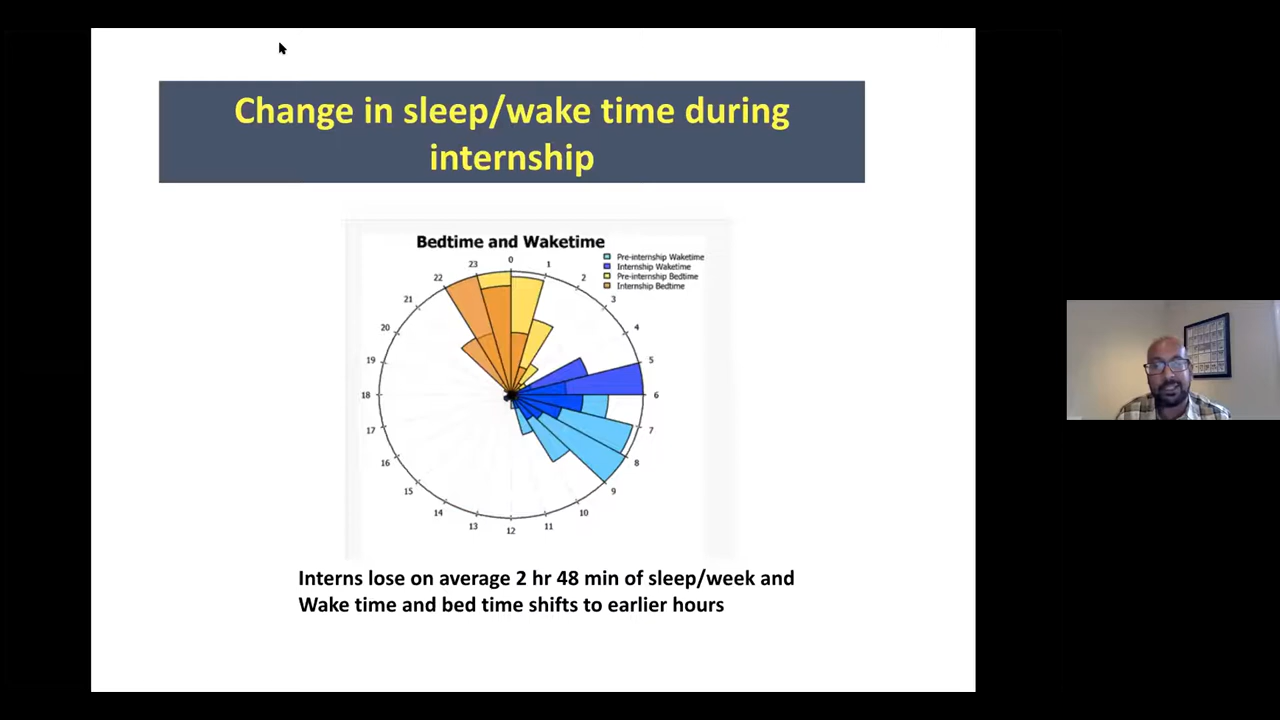 Change in sleep/wake time during
internship
Bedtime and Waketime
Pre-internship Waketime
Internship Waketime
Pre-internship Bedtime
Internship Bedtime
0
1
2
3
4
5
6
7
8
9
10
11
12
13
14
15
16
17
18
19
20
21
22
23
Interns lose on average 2 hr 48 min of sleep/week and
Wake time and bed time shifts to earlier hours